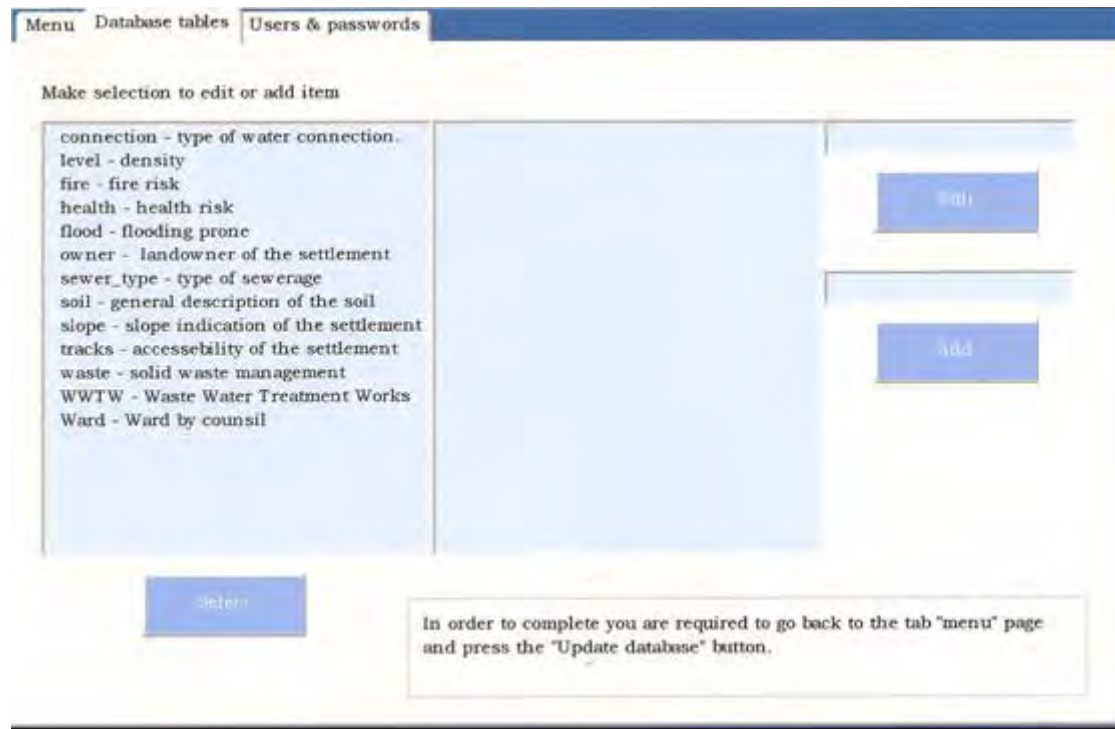 Menu
Database tables
Users & passwords
Make selection to edit or add item
connection - type of water connection.
level - density
fire - fire risk
health - health risk
flood - flooding prone
owner - landowner of the settlement
sewer_type - type of sewerage
soil - general description of the soil
slope - slope indication of the settlement
tracks - accessebility of the settlement
waste - solid waste management
WWTW - Waste Water Treatment Works
Ward - Ward by counsil
Edit
Add
In order to complete you are required to go back to the tab "menu" page
and press the "Update database" button.